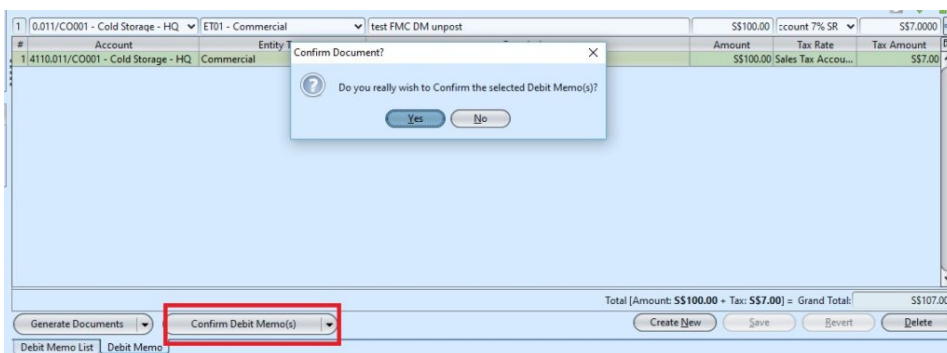 1 0.011/CO001 - Cold Storage - HQ ET01 - Commercial test FMC DM unpost S$100.00 ccount 7% SR S$7.0000
# Account Entity T Amount Tax Rate Tax Amount
1 4110.011/CO001 - Cold Storage - HQ Commercial S$100.00 Sales Tax Accou... S$7.00
Confirm Document?
Do you really wish to Confirm the selected Debit Memo(s)?
Yes No
Total [Amount: S$100.00 + Tax: S$7.00] = Grand Total: S$107.00
Generate Documents Confirm Debit Memo(s) Create New Save Revert Delete
Debit Memo List Debit Memo